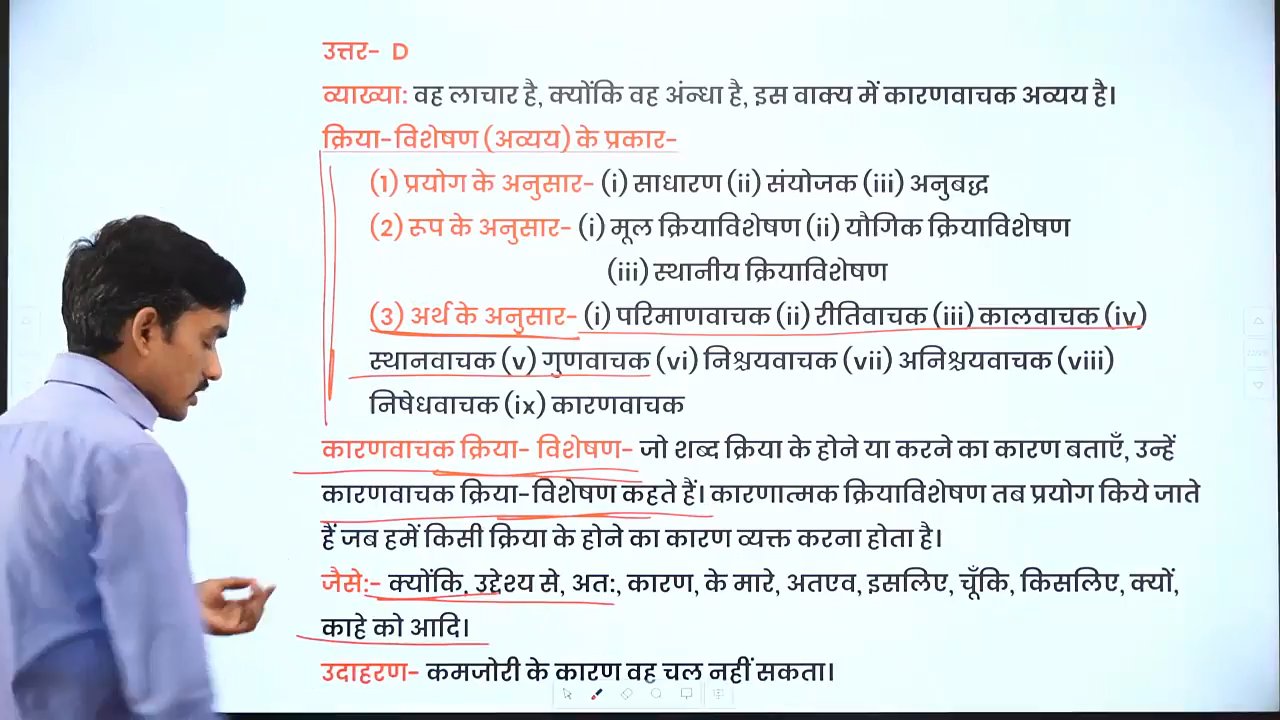 उत्तर- D
व्याख्या: वह लाचार है, क्योंकि वह अंन्धा है, इस वाक्य में कारणवाचक अव्यय है।
क्रिया-विशेषण (अव्यय) के प्रकार-
(1) प्रयोग के अनुसार- (i) साधारण (ii) संयोजक (iii) अनुबद्ध
(2) रूप के अनुसार- (i) मूल क्रियाविशेषण (ii) यौगिक क्रियाविशेषण
(iii) स्थानीय क्रियाविशेषण
(3) अर्थ के अनुसार- (i) परिमाणवाचक (ii) रीतिवाचक (iii) कालवाचक (iv)
स्थानवाचक (v) गुणवाचक (vi) निश्चयवाचक (vii) अनिश्चयवाचक (viii)
निषेधवाचक (ix) कारणवाचक
कारणवाचक क्रिया- विशेषण- जो शब्द क्रिया के होने या करने का कारण बताएँ, उन्हें
कारणवाचक क्रिया-विशेषण कहते हैं। कारणात्मक क्रियाविशेषण तब प्रयोग किये जाते
हैं जब हमें किसी क्रिया के होने का कारण व्यक्त करना होता है।
जैसे:- क्योंकि, उद्देश्य से, अत:, कारण, के मारे, अतएव, इसलिए, चूँकि, किसलिए, क्यों,
काहे को आदि।
उदाहरण- कमजोरी के कारण वह चल नहीं सकता।